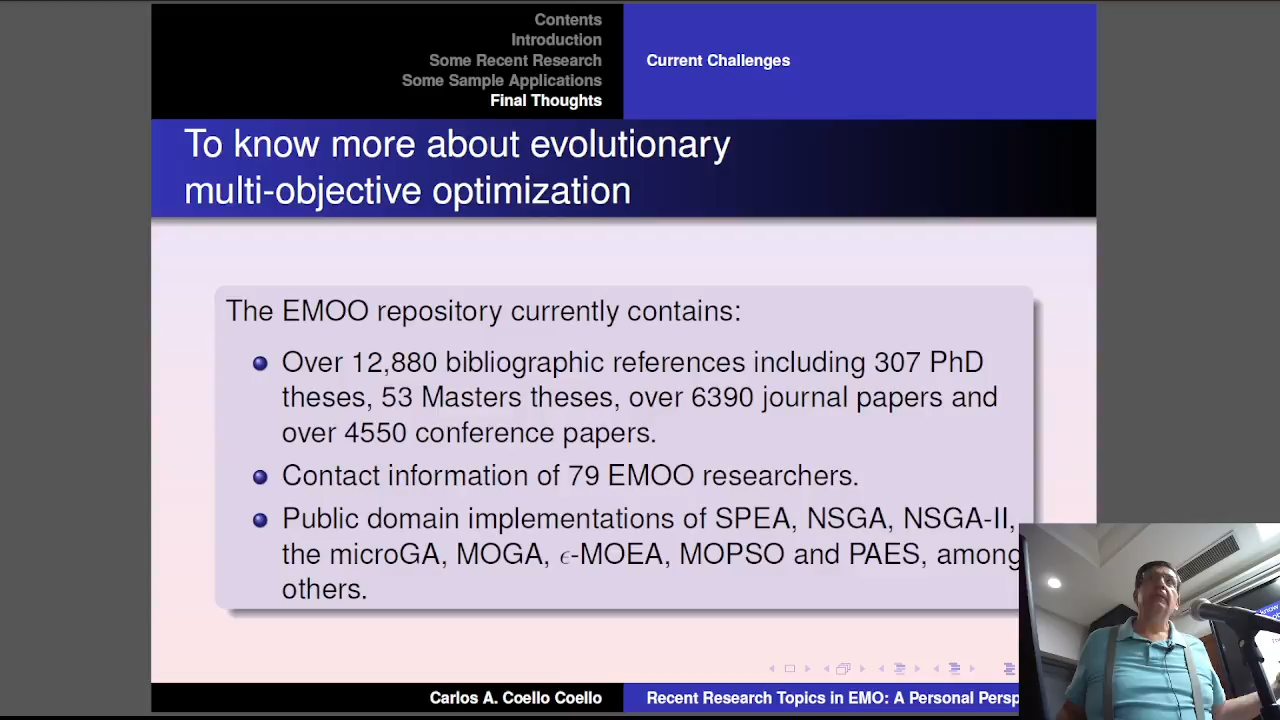 Contents
Introduction
Some Recent Research
Some Sample Applications
Final Thoughts
Current Challenges
To know more about evolutionary
multi-objective optimization
The EMOO repository currently contains:
Over 12,880 bibliographic references including 307 PhD
theses, 53 Masters theses, over 6390 journal papers and
over 4550 conference papers.
Contact information of 79 EMOO researchers.
Public domain implementations of SPEA, NSGA, NSGA-II,
the microGA, MOGA, ϵ-MOEA, MOPSO and PAES, among
others.
Carlos A. Coello Coello
Recent Research Topics in EMO: A Personal Persp